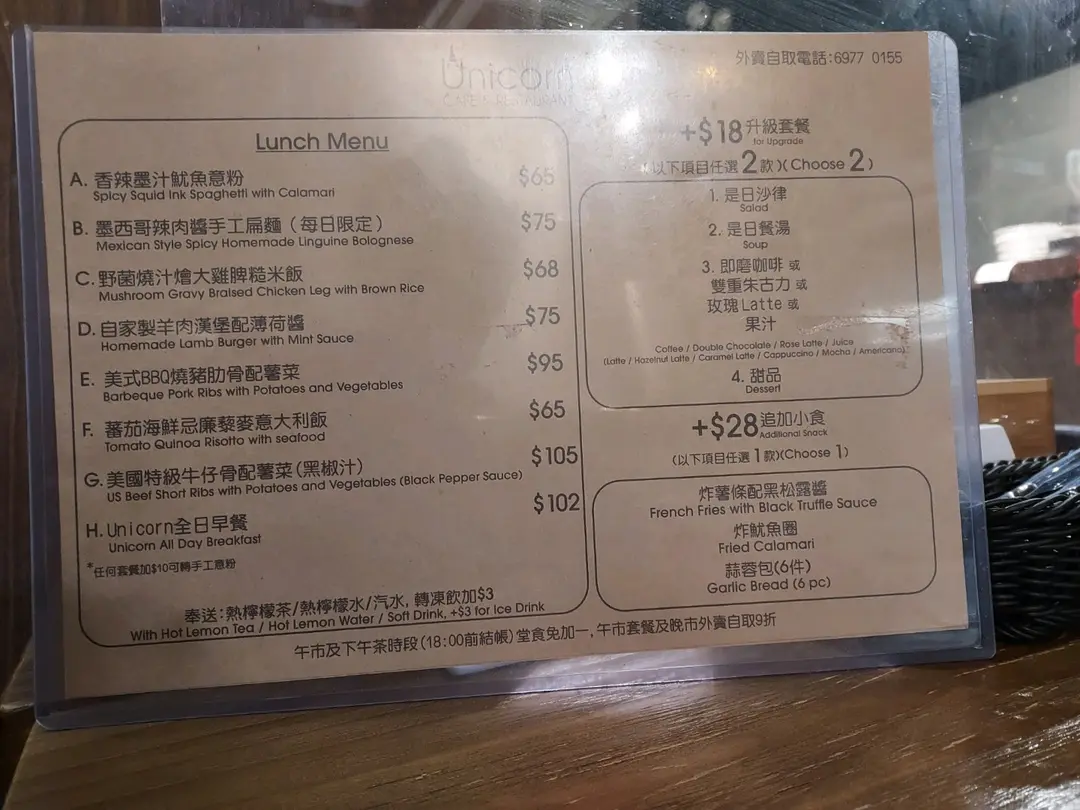 外賣自取電話:6977 0155
Unicorn
CAFE & RESTAURANT
Lunch Menu
A. 香辣墨汁魷魚意粉 $65
Spicy Squid Ink Spaghetti with Calamari
B. 墨西哥辣肉醬手工扁麵（每日限定） $75
Mexican Style Spicy Homemade Linguine Bolognese
C. 野菌燒汁燴大雞脾糙米飯 $68
Mushroom Gravy Braised Chicken Leg with Brown Rice
D. 自家製羊肉漢堡配薄荷醬 $75
Homemade Lamb Burger with Mint Sauce
E. 美式BBQ燒豬肋骨配薯菜 $95
Barbeque Pork Ribs with Potatoes and Vegetables
F. 蕃茄海鮮忌廉藜麥意大利飯 $65
Tomato Quinoa Risotto with seafood
G. 美國特級牛仔骨配薯菜(黑椒汁) $105
US Beef Short Ribs with Potatoes and Vegetables (Black Pepper Sauce)
H. Unicorn全日早餐 $102
Unicorn All Day Breakfast
*任何套餐加$10可轉手工意粉
奉送:熱檸檬茶/熱檸檬水/汽水, 轉凍飲加$3
With Hot Lemon Tea / Hot Lemon Water / Soft Drink, +$3 for Ice Drink
+$18 升級套餐
for Upgrade
(以下項目任選2款)(Choose 2)
1. 是日沙律
Salad
2. 是日餐湯
Soup
3. 即磨咖啡 或
雙重朱古力 或
玫瑰Latte 或
果汁
Coffee / Double Chocolate / Rose Latte / Juice
(Latte / Hazelnut Latte / Caramel Latte / Cappuccino / Mocha / Americano)
4. 甜品
Dessert
+$28 追加小食
Additional Snack
(以下項目任選1款)(Choose 1)
炸薯條配黑松露醬
French Fries with Black Truffle Sauce
炸魷魚圈
Fried Calamari
蒜蓉包(6件)
Garlic Bread (6 pc)
午市及下午茶時段(18:00前結帳)堂食免加一, 午市套餐及晚市外賣自取9折